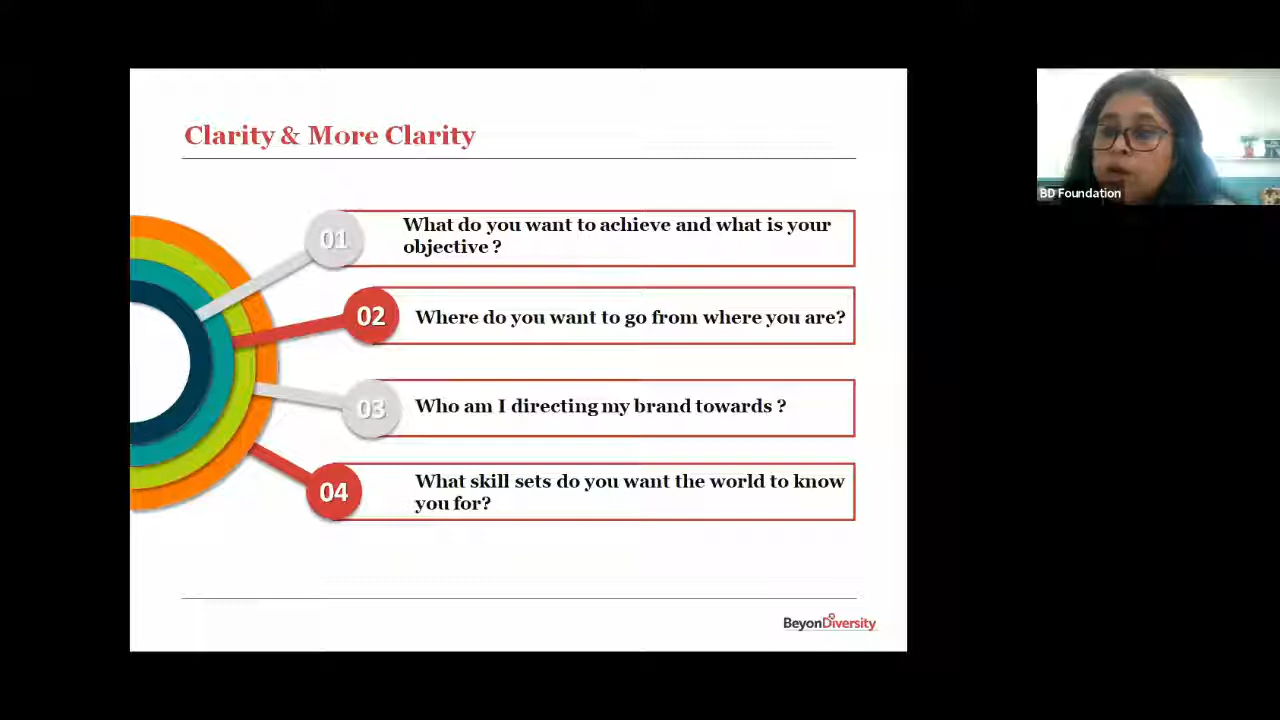 Clarity & More Clarity
01
What do you want to achieve and what is your
objective ?
02
Where do you want to go from where you are?
03
Who am I directing my brand towards ?
04
What skill sets do you want the world to know
you for?
BeyonDiversity
BD Foundation